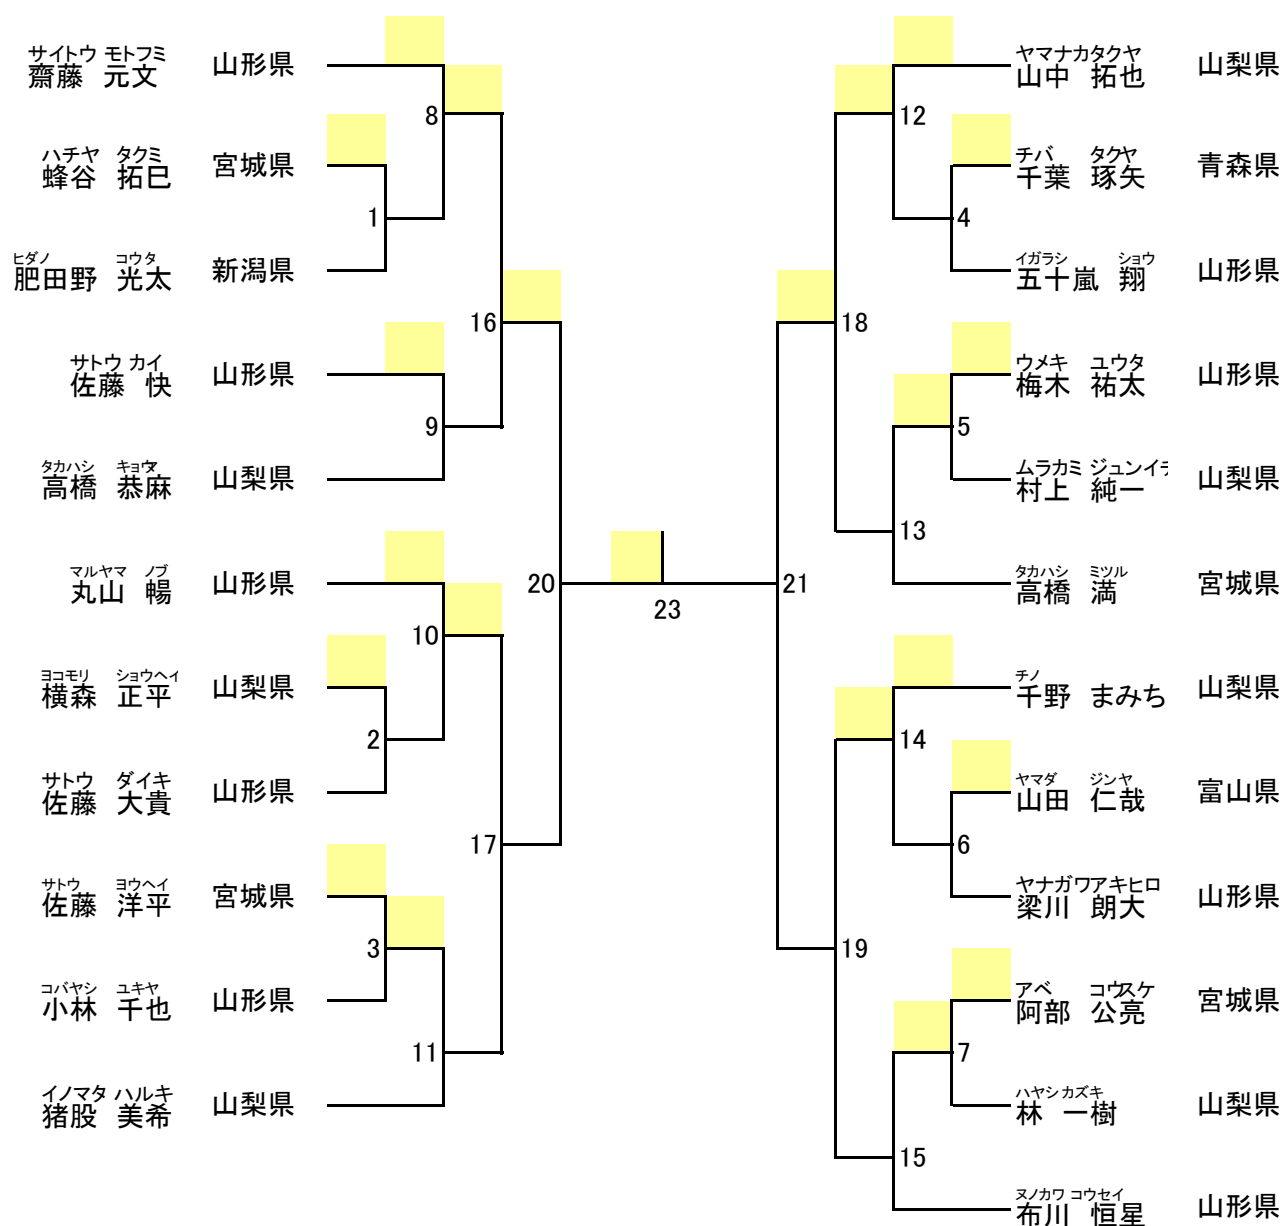 サイトウ モトフミ
齋藤 元文 山形県
ハチヤ タクミ
蜂谷 拓巳 宮城県
ヒダノ コウタ
肥田野 光太 新潟県
サトウ カイ
佐藤 快 山形県
タカハシ キョウマ
高橋 恭麻 山梨県
マルヤマ ノブ
丸山 暢 山形県
ヨコモリ ショウヘイ
横森 正平 山梨県
サトウ ダイキ
佐藤 大貴 山形県
サトウ ヨウヘイ
佐藤 洋平 宮城県
コバヤシ ユキヤ
小林 千也 山形県
イノマタ ハルキ
猪股 美希 山梨県
8
1
16
9
10
2
17
3
11
20
23
21
12
4
18
5
13
14
6
19
7
15
ヤマナカタクヤ
山中 拓也 山梨県
チバ タクヤ
千葉 琢矢 青森県
イガラシ ショウ
五十嵐 翔 山形県
ウメキ ユウタ
梅木 祐太 山形県
ムラカミ ジュンイチ
村上 純一 山梨県
タカハシ ミツル
高橋 満 宮城県
チノ
千野 まみち 山梨県
ヤマダ ジンヤ
山田 仁哉 富山県
ヤナガワアキヒロ
梁川 朗大 山形県
アベ コウスケ
阿部 公亮 宮城県
ハヤシ カズキ
林 一樹 山梨県
ヌノカワ コウセイ
布川 恒星 山形県